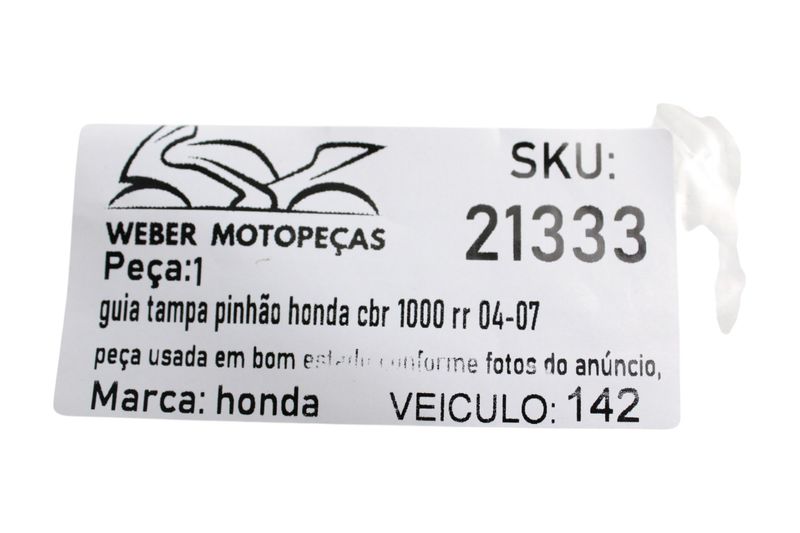 WEBER MOTOPEÇAS
SKU:
21333
Peça:1
guia tampa pinhão honda cbr 1000 rr 04-07
peça usada em bom estado conforme fotos do anúncio,
Marca: honda
VEICULO: 142